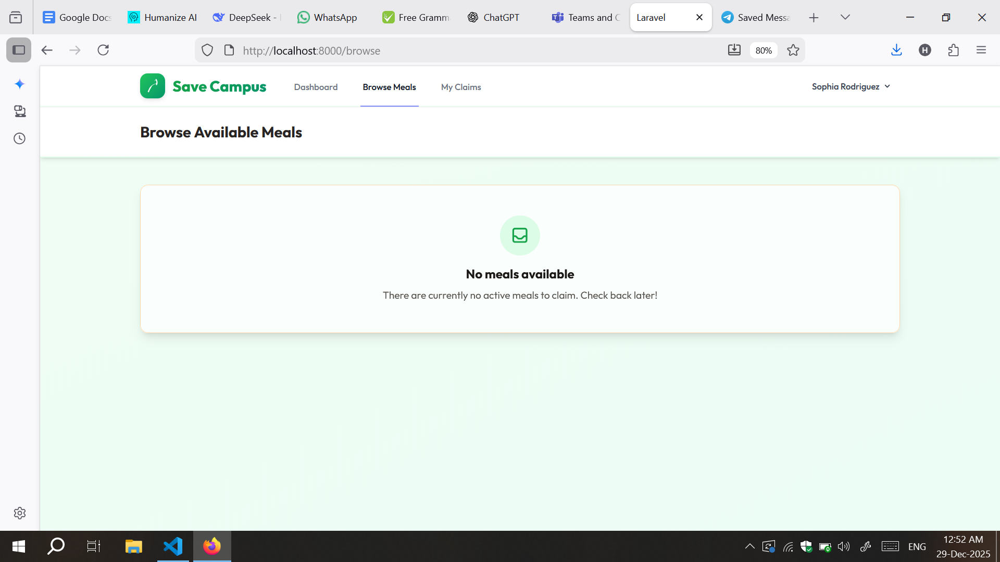 Google Docs
Humanize AI
DeepSeek -
WhatsApp
Free Gramm
ChatGPT
Teams and C
Laravel
Saved Messa
http://localhost:8000/browse
80%
H
Save Campus
Dashboard
Browse Meals
My Claims
Sophia Rodriguez
Browse Available Meals
No meals available
There are currently no active meals to claim. Check back later!
ENG
12:52 AM
29-Dec-2025